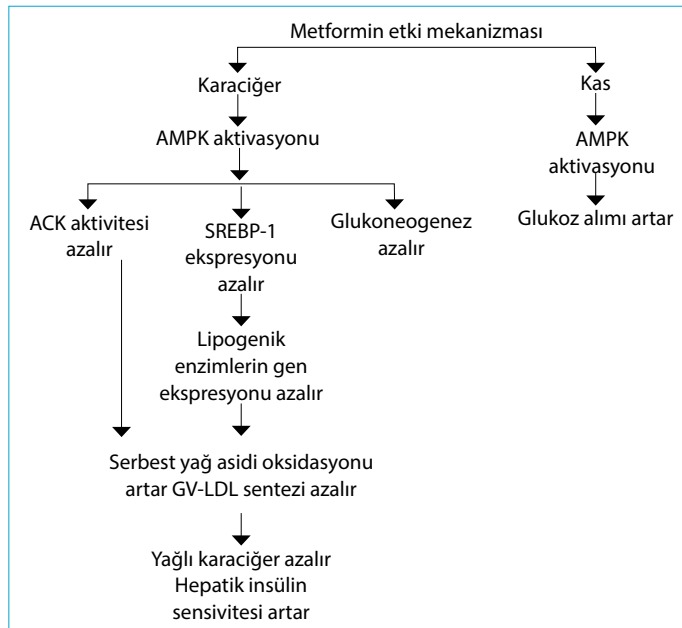 Metformin etki mekanizması
Karaciğer
Kas
AMPK aktivasyonu
AMPK
aktivasyonu
ACK aktivitesi
azalır
SREBP-1
ekspresyonu
azalır
Glukoneogenez
azalır
Glukoz alımı artar
Lipogenik
enzimlerin gen
ekspresyonu azalır
Serbest yağ asidi oksidasyonu
artar GV-LDL sentezi azalır
Yağlı karaciğer azalır
Hepatik insülin
sensivitesi artar